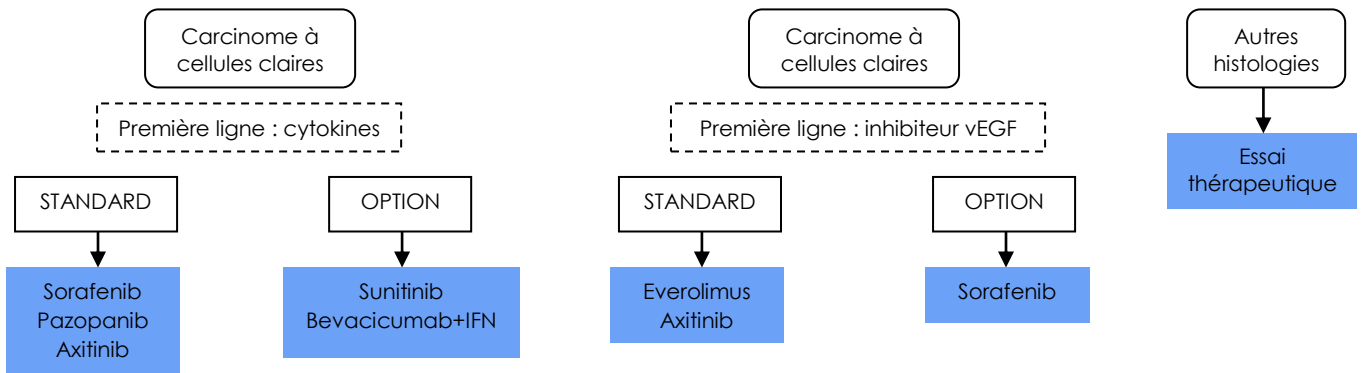 Carcinome à
cellules claires
Première ligne : cytokines
STANDARD
Sorafenib
Pazopanib
Axitinib
OPTION
Sunitinib
Bevacicumab+IFN
Carcinome à
cellules claires
Première ligne : inhibiteur vEGF
STANDARD
Everolimus
Axitinib
OPTION
Sorafenib
Autres
histologies
Essai
thérapeutique